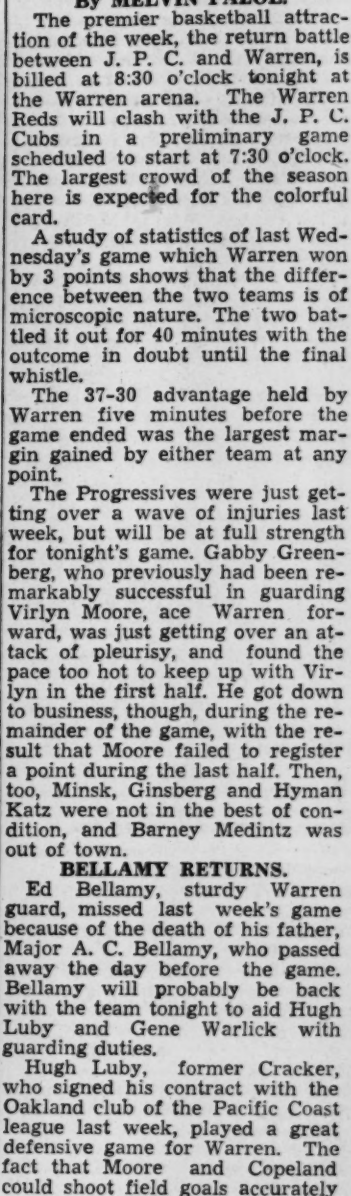 By MELVIN PAZOL.
The premier basketball attrac-
tion of the week, the return battle
between J. P. C. and Warren, is
billed at 8:30 o'clock tonight at
the Warren arena. The Warren
Reds will clash with the J. P. C.
Cubs in a preliminary game
scheduled to start at 7:30 o'clock.
The largest crowd of the season
here is expected for the colorful
card.
A study of statistics of last Wed-
nesday's game which Warren won
by 3 points shows that the differ-
ence between the two teams is of
microscopic nature. The two bat-
tled it out for 40 minutes with the
outcome in doubt until the final
whistle.
The 37-30 advantage held by
Warren five minutes before the
game ended was the largest mar-
gin gained by either team at any
point.
The Progressives were just get-
ting over a wave of injuries last
week, but will be at full strength
for tonight's game. Gabby Green-
berg, who previously had been re-
markably successful in guarding
Virlyn Moore, ace Warren for-
ward, was just getting over an at-
tack of pleurisy, and found the
pace too hot to keep up with Vir-
lyn in the first half. He got down
to business, though, during the re-
mainder of the game, with the re-
sult that Moore failed to register
a point during the last half. Then,
too, Minsk, Ginsberg and Hyman
Katz were not in the best of con-
dition, and Barney Medintz was
out of town.
BELLAMY RETURNS.
Ed Bellamy, sturdy Warren
guard, missed last week's game
because of the death of his father,
Major A. C. Bellamy, who passed
away the day before the game.
Bellamy will probably be back
with the team tonight to aid Hugh
Luby and Gene Warlick with
guarding duties.
Hugh Luby, former Cracker,
who signed his contract with the
Oakland club of the Pacific Coast
league last week, played a great
defensive game for Warren. The
fact that Moore and Copeland
could shoot field goals accurately